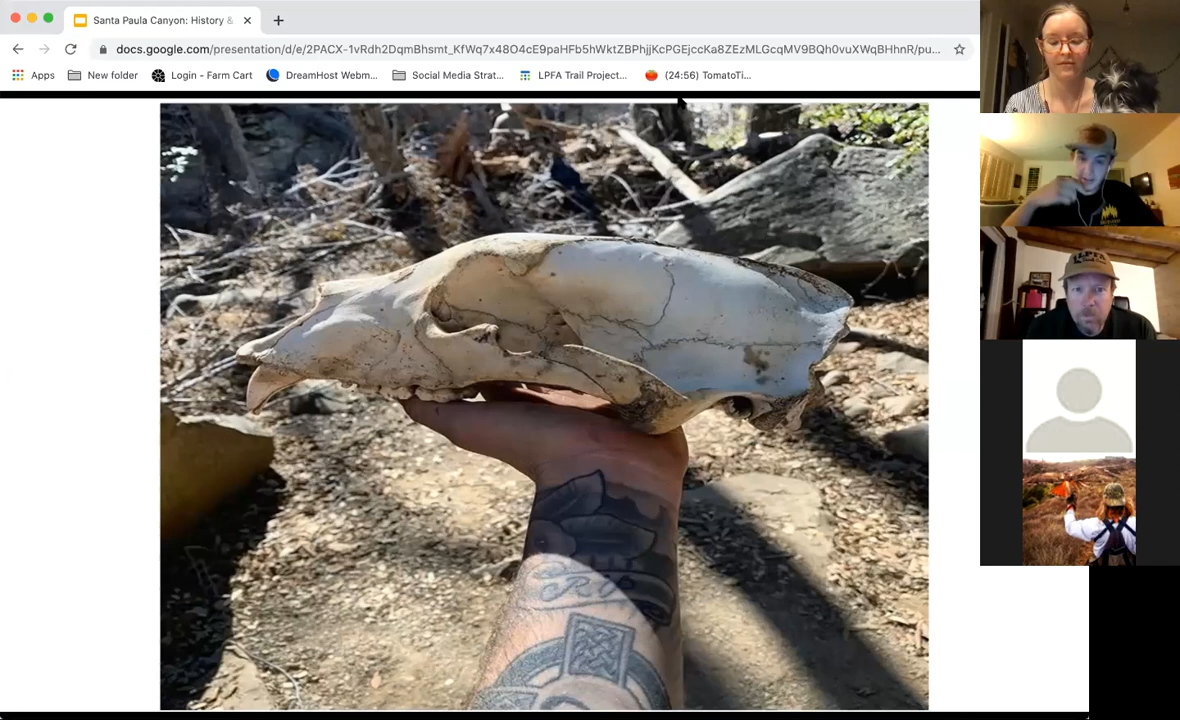 Santa Paula Canyon: History &
docs.google.com/presentation/d/e/2PACX-1vRdh2DqmBhsmt_KfWq7x48O4cE9paHFb5hWktZBPhjjKcPGEjccKa8ZEzMLGcqMV9BQh0vuXWqBHhnR/pu...
Apps New folder Login - Farm Cart DreamHost Webm... Social Media Strat... LPFA Trail Project... (24:56) TomatoTi...
LPFA